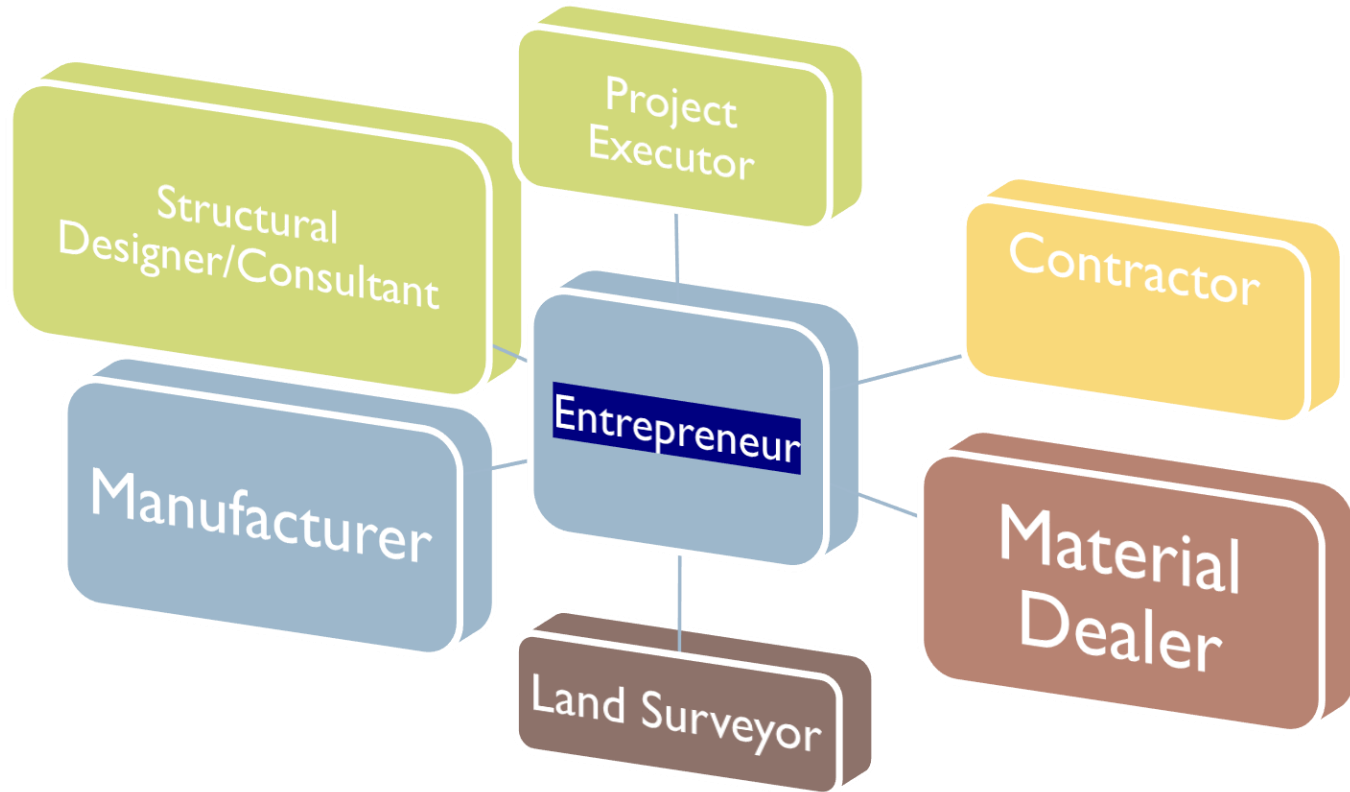 Project
Executor
Structural
Designer/Consultant
Contractor
Entrepreneur
Manufacturer
Material
Dealer
Land Surveyor